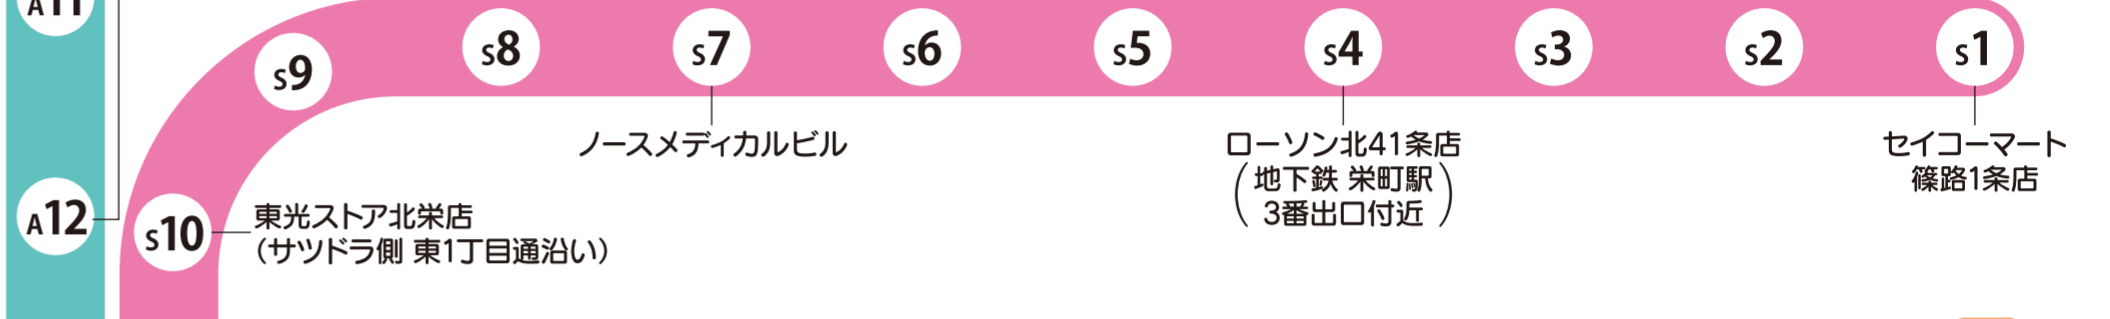 A11
s9
s8
s7
s6
s5
s4
s3
s2
s1
ノースメディカルビル
ローソン北41条店
（地下鉄 栄町駅
3番出口付近）
セイコーマート
篠路1条店
A12
s10
東光ストア北栄店
（サツドラ側 東1丁目通沿い）